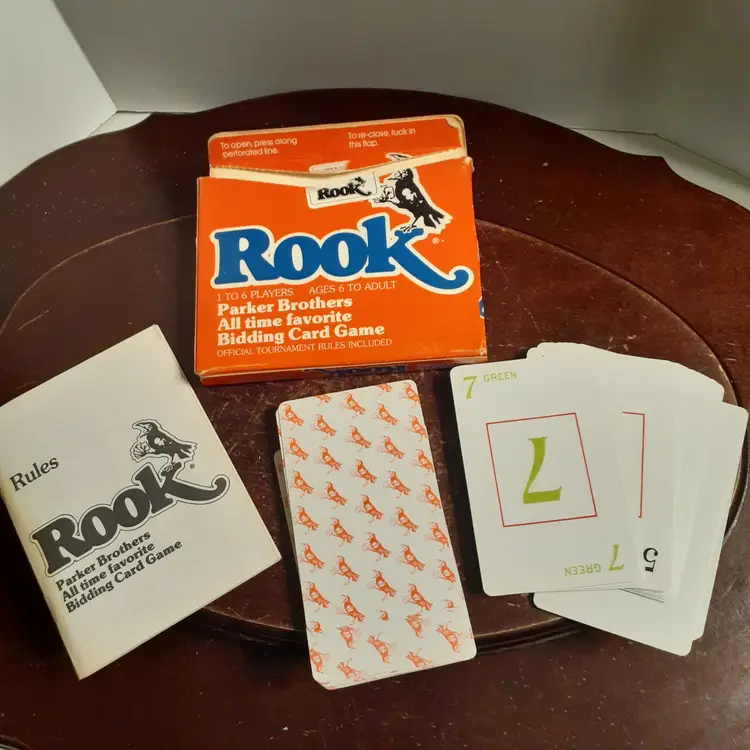 To open, press along
perforated line.
To re-close, tuck in
this flap.
Rook
Rook®
1 TO 6 PLAYERS AGES 6 TO ADULT
Parker Brothers
All time favorite
Bidding Card Game
OFFICIAL TOURNAMENT RULES INCLUDED
Rook
Rules
Rook
Parker Brothers
All time favorite
Bidding Card Game
7 GREEN
7
7 GREEN
5